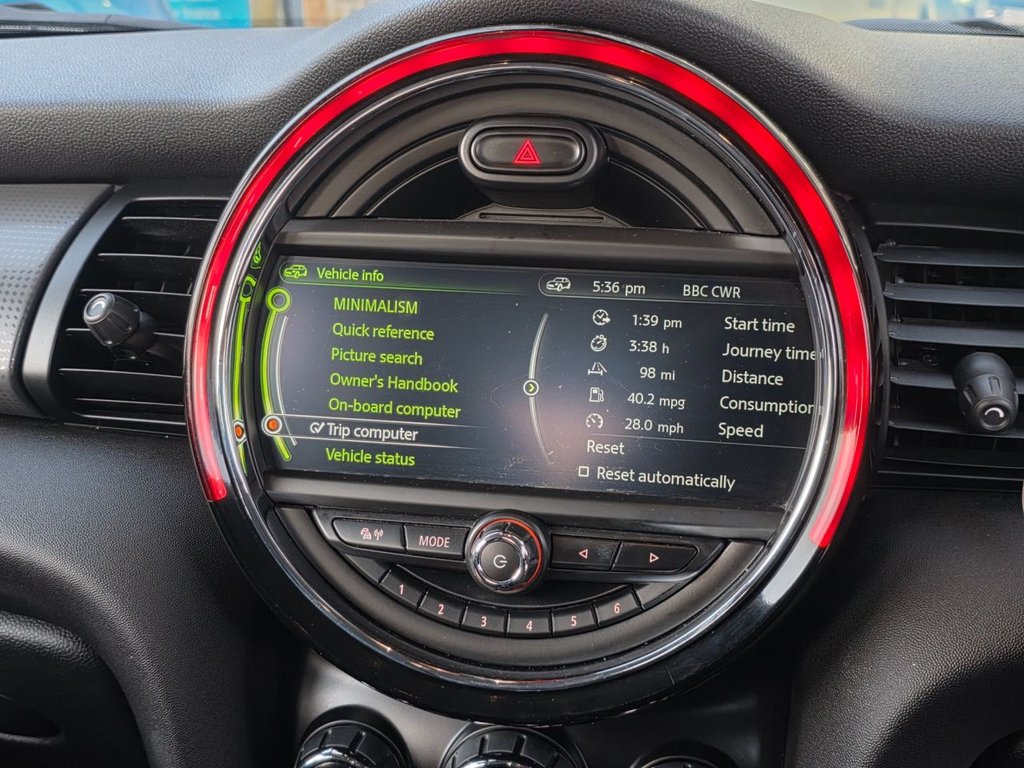 Vehicle info
5:36 pm BBC CWR
MINIMALISM
Quick reference
Picture search
Owner's Handbook
On-board computer
Trip computer
Vehicle status
1:39 pm Start time
3:38 h Journey time
98 mi Distance
40.2 mpg Consumption
28.0 mph Speed
Reset
Reset automatically
MODE
1 2 3 4 5 6